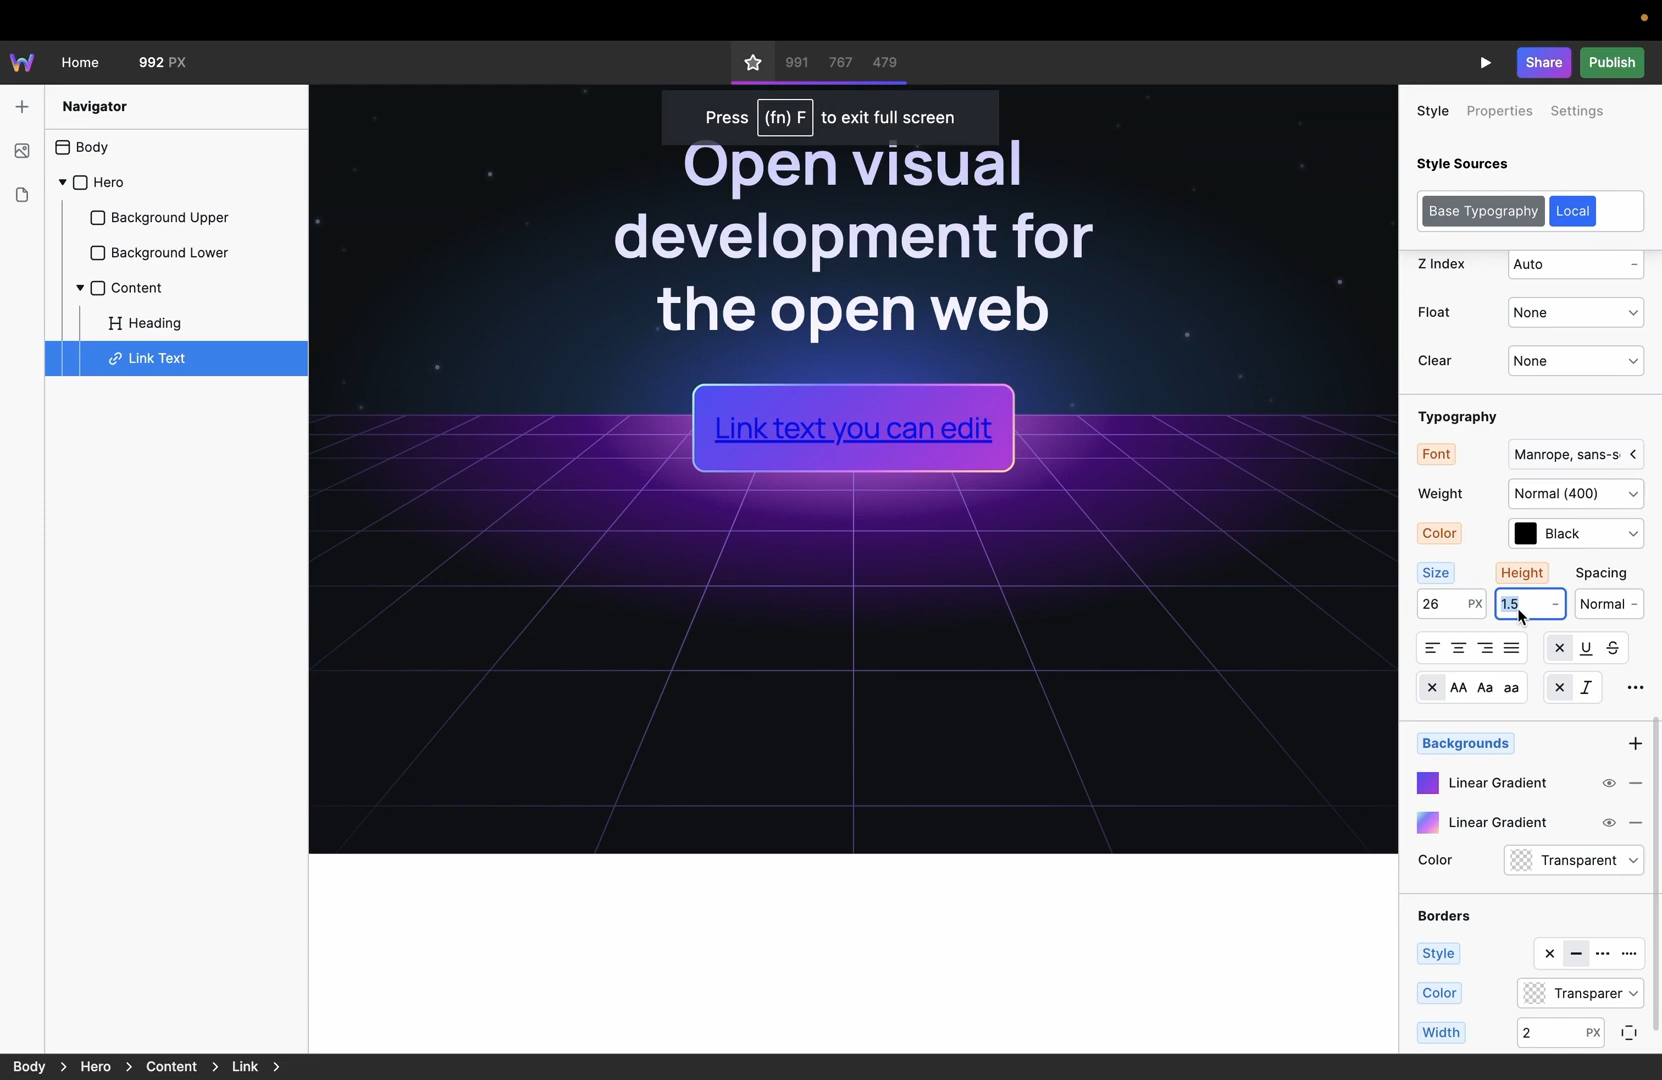 Home
992 PX
991
767
479
Share
Publish
Navigator
Body
Hero
Background Upper
Background Lower
Content
Heading
Link Text
Press (fn) F to exit full screen
Open visual
development for
the open web
Link text you can edit
Style
Properties
Settings
Style Sources
Base Typography
Local
Z Index
Auto
Float
None
Clear
None
Typography
Font
Manrope, sans-s
Weight
Normal (400)
Color
Black
Size
Height
Spacing
26 PX
1.5
Normal
U S
AA Aa aa
I
Backgrounds
Linear Gradient
Linear Gradient
Color
Transparent
Borders
Style
Color
Transparer
Width
2 PX
Body > Hero > Content > Link >